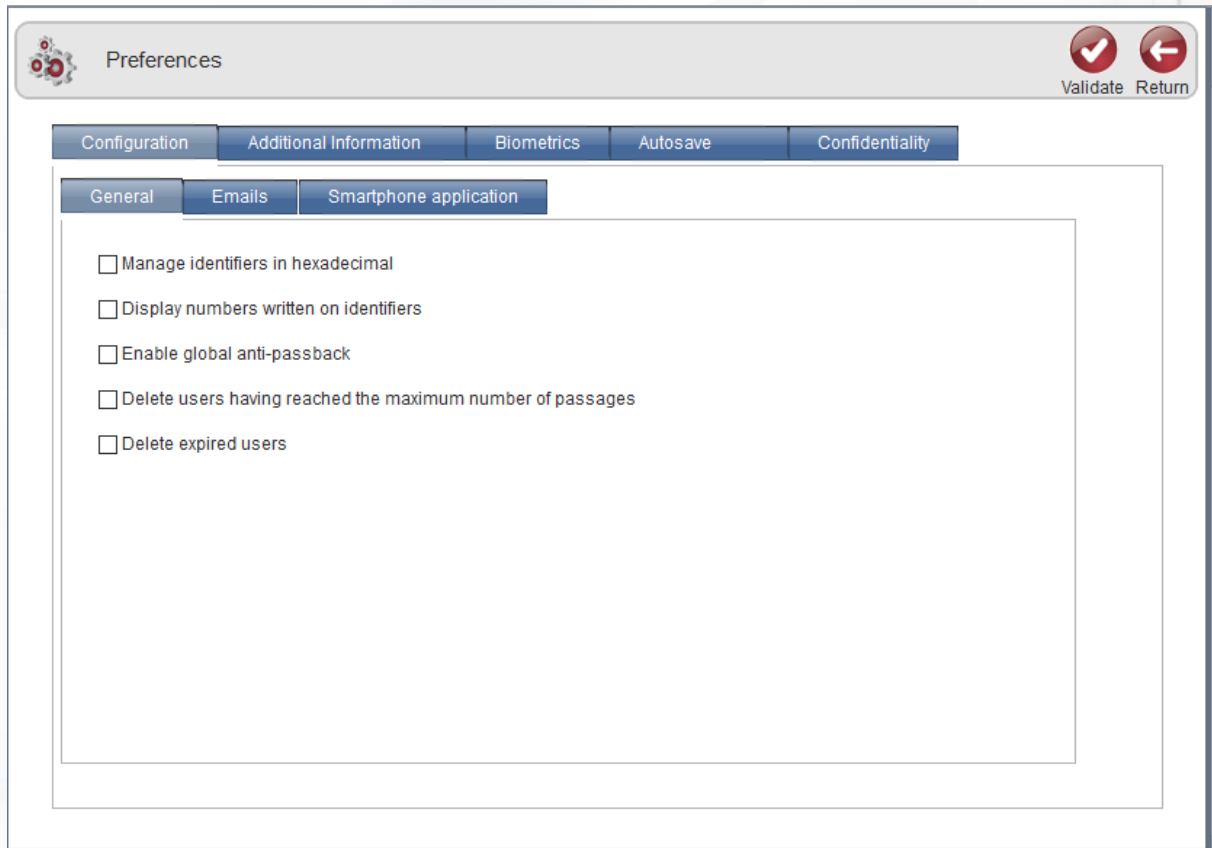 Preferences
Validate Return
Configuration Additional Information Biometrics Autosave Confidentiality
General Emails Smartphone application
Manage identifiers in hexadecimal
Display numbers written on identifiers
Enable global anti-passback
Delete users having reached the maximum number of passages
Delete expired users